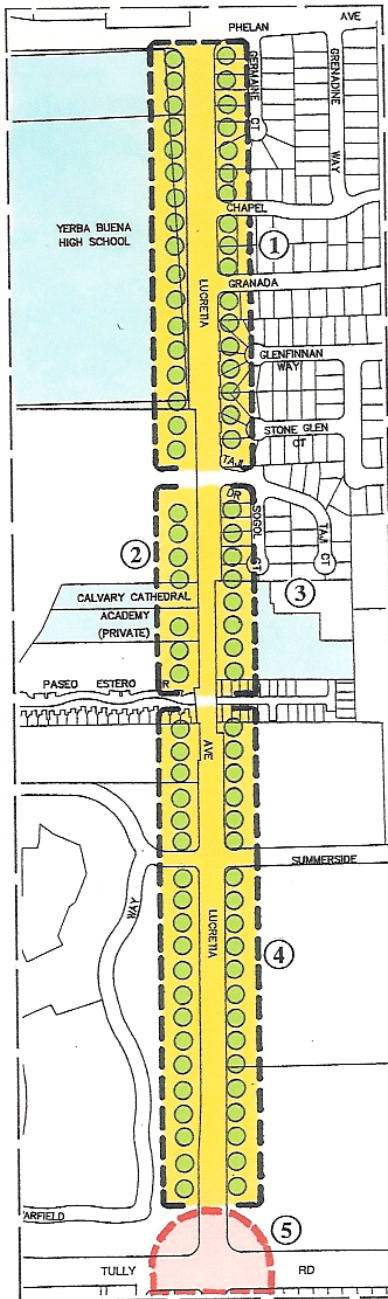 PHELAN AVE
GERMAINE
CT
GRENADINE
WAY
CHAPEL
YERBA BUENA
HIGH SCHOOL
1
LUCRETIA
GRANADA
GLENFINNAN
WAY
STONE GLEN
CT
TAJI
DR
SOGOL
CT
TAJI CT
2
3
CALVARY CATHEDRAL
ACADEMY
(PRIVATE)
PASEO ESTERO DR
AVE
SUMMERSIDE
WAY
LUCRETIA
4
ARFIELD
5
TULLY RD